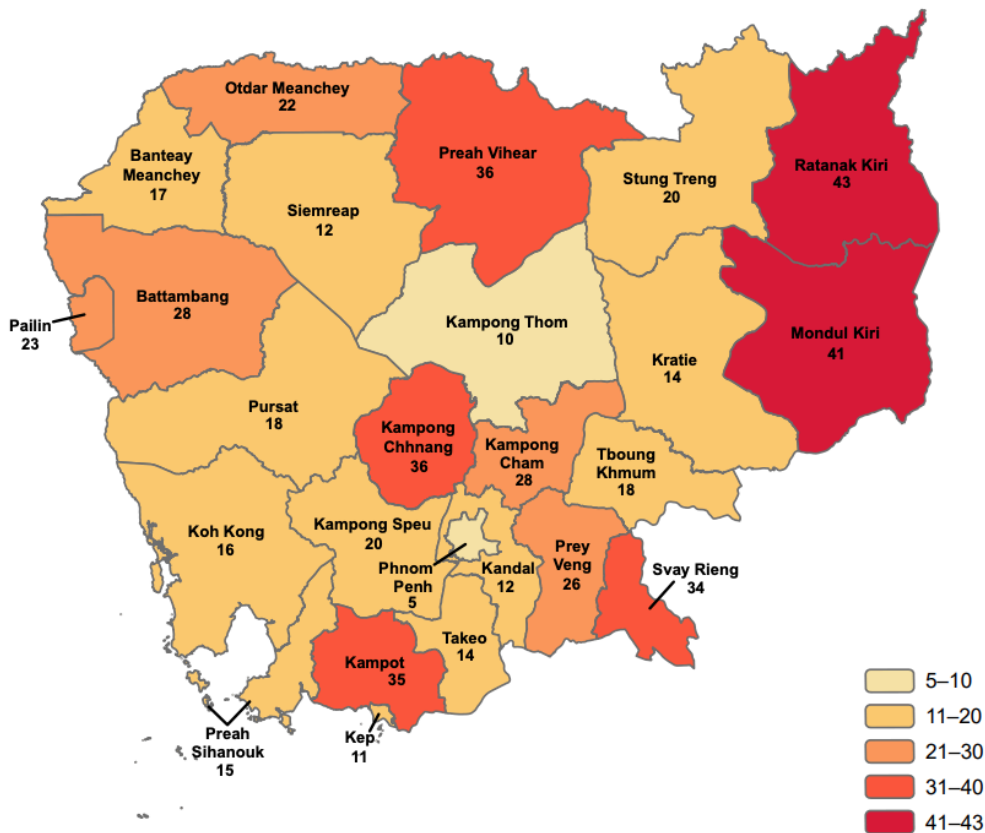 Otdar Meanchey
22
Banteay
Meanchey
17
Siemreap
12
Preah Vihear
36
Stung Treng
20
Ratanak Kiri
43
Battambang
28
Pailin
23
Kampong Thom
10
Mondul Kiri
41
Kratie
14
Pursat
18
Kampong
Chhnang
36
Kampong
Cham
28
Tboung
Khmum
18
Koh Kong
16
Kampong Speu
20
Phnom
Penh
5
Kandal
12
Prey
Veng
26
Svay Rieng
34
Takeo
14
Kampot
35
Preah
Sihanouk
15
Kep
11
5–10
11–20
21–30
31–40
41–43